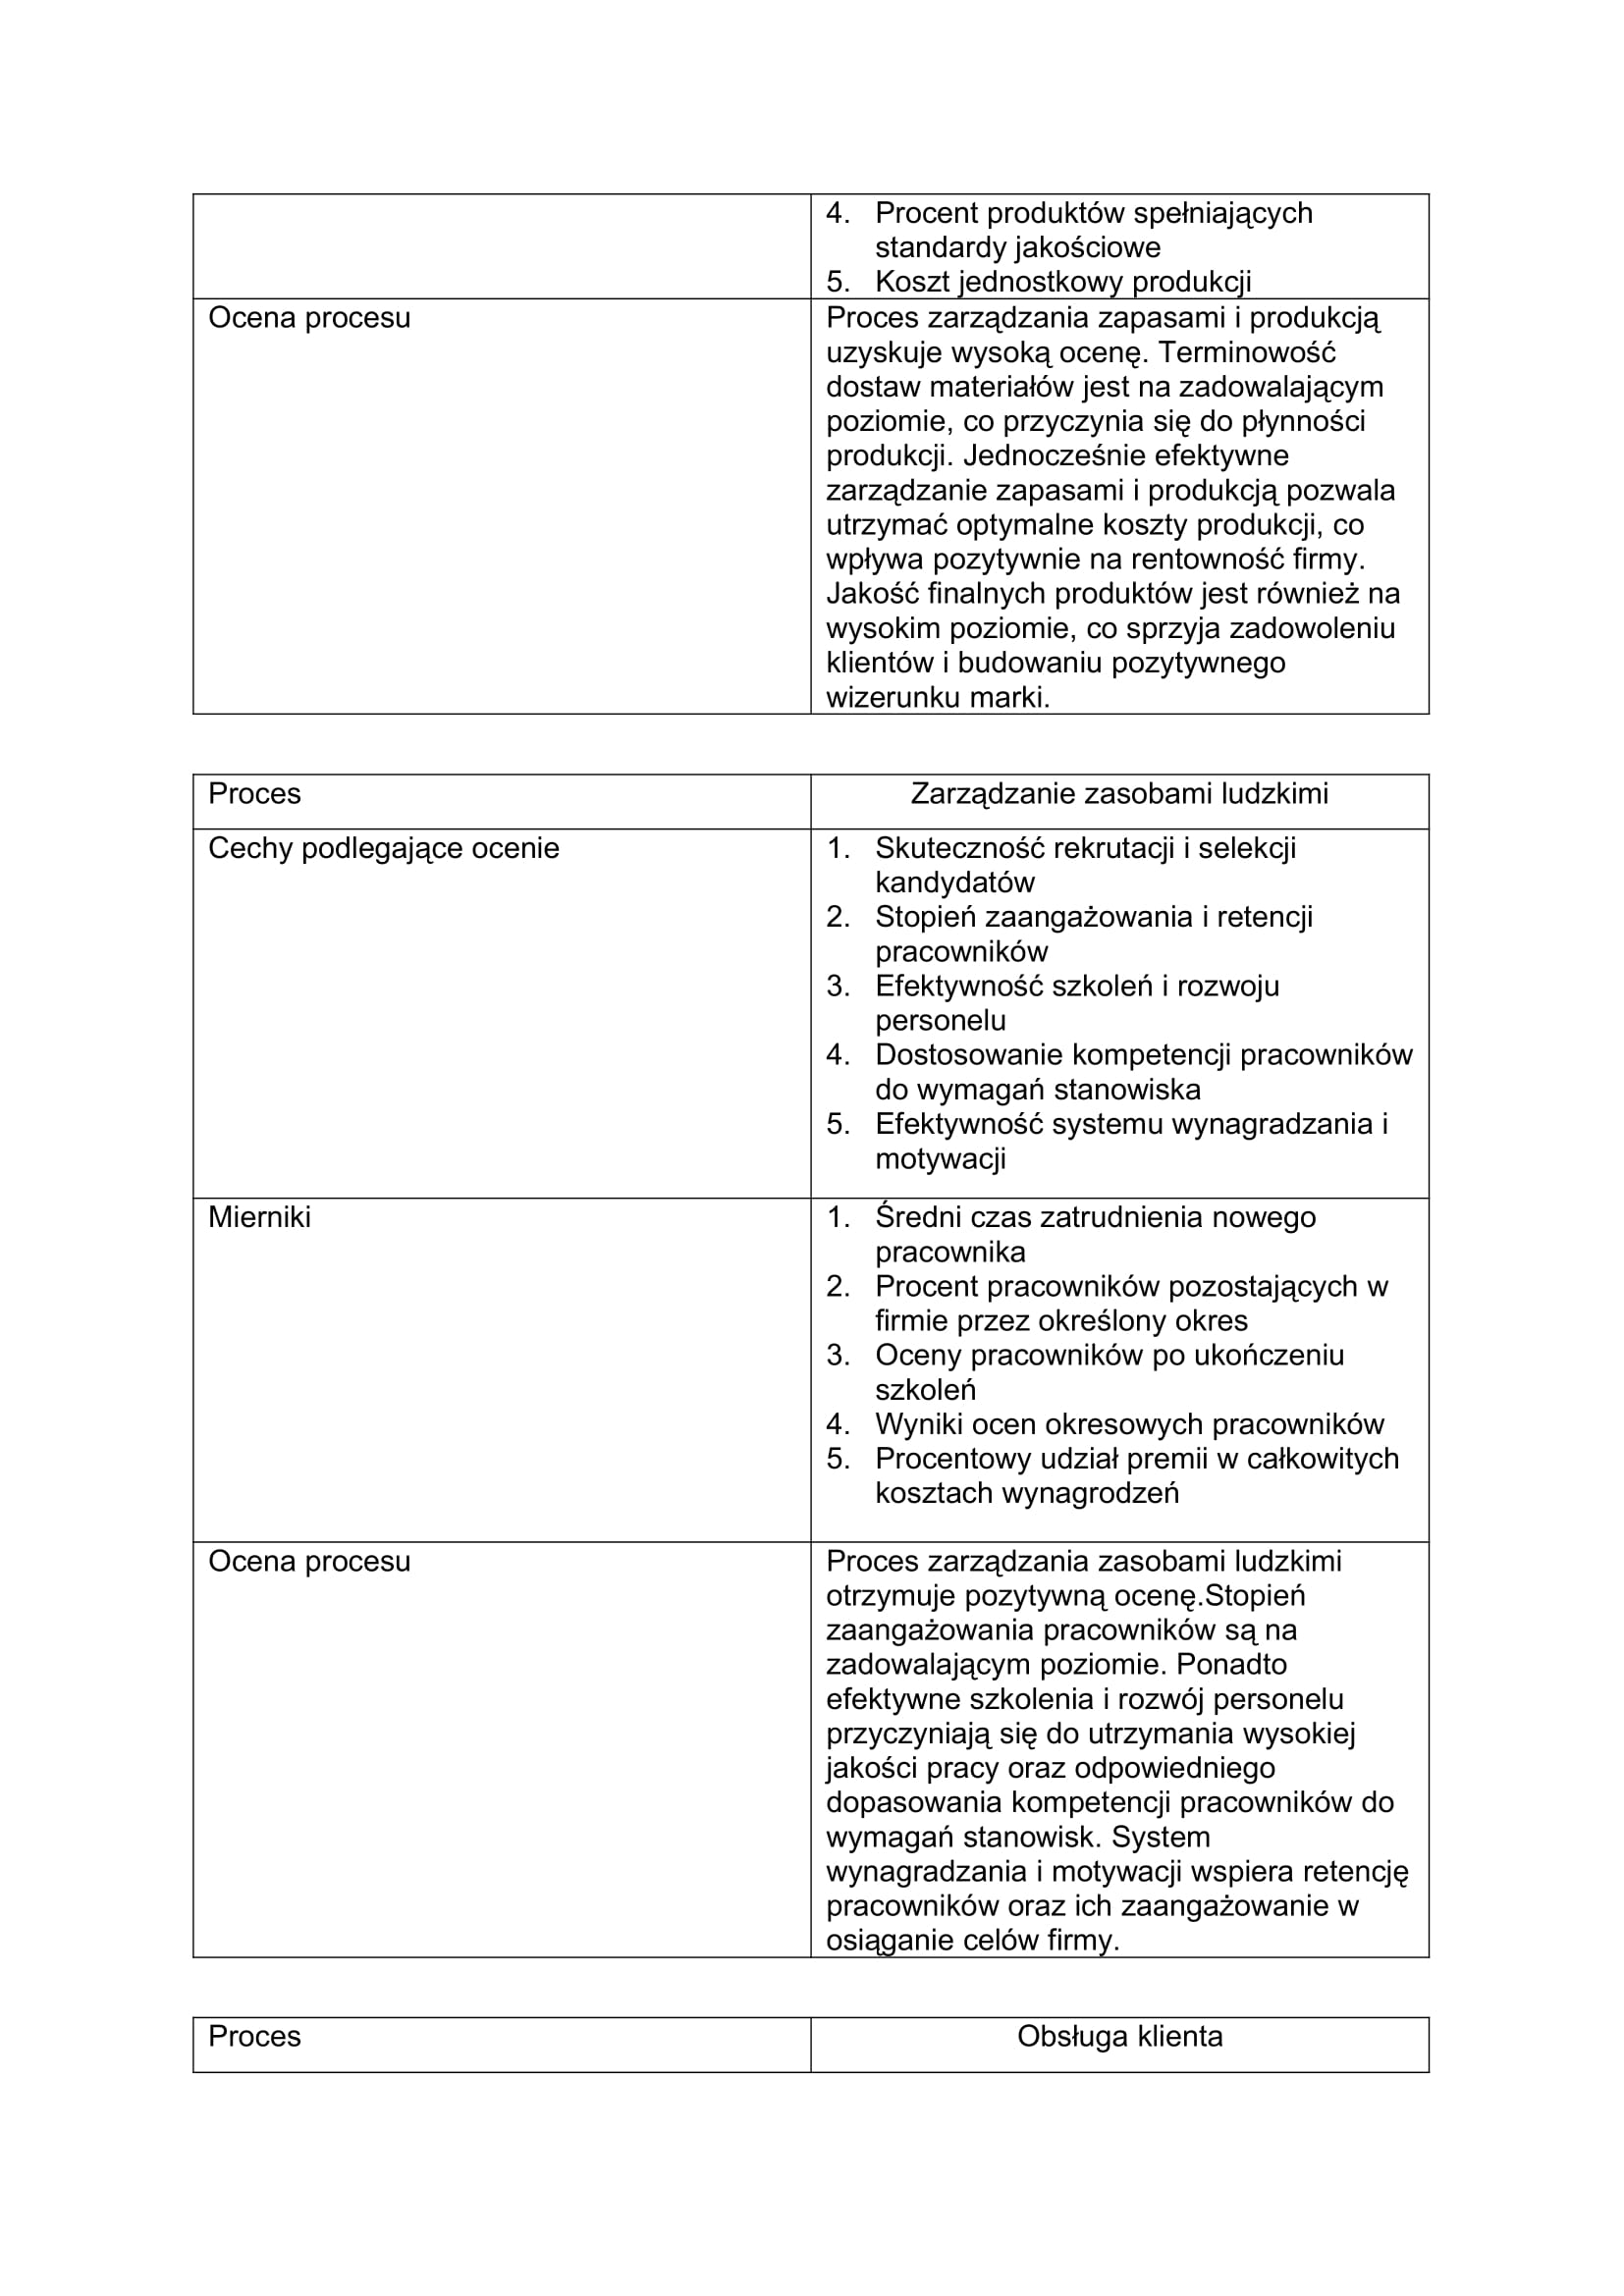 4. Procent produktów spełniających
standardy jakościowe
5. Koszt jednostkowy produkcji
Ocena procesu
Proces zarządzania zapasami i produkcją
uzyskuje wysoką ocenę. Terminowość
dostaw materiałów jest na zadowalającym
poziomie, co przyczynia się do płynności
produkcji. Jednocześnie efektywne
zarządzanie zapasami i produkcją pozwala
utrzymać optymalne koszty produkcji, co
wpływa pozytywnie na rentowność firmy.
Jakość finalnych produktów jest również na
wysokim poziomie, co sprzyja zadowoleniu
klientów i budowaniu pozytywnego
wizerunku marki.
Proces
Zarządzanie zasobami ludzkimi
Cechy podlegające ocenie
1. Skuteczność rekrutacji i selekcji
kandydatów
2. Stopień zaangażowania i retencji
pracowników
3. Efektywność szkoleń i rozwoju
personelu
4. Dostosowanie kompetencji pracowników
do wymagań stanowiska
5. Efektywność systemu wynagradzania i
motywacji
Mierniki
1. Średni czas zatrudnienia nowego
pracownika
2. Procent pracowników pozostających w
firmie przez określony okres
3. Oceny pracowników po ukończeniu
szkoleń
4. Wyniki ocen okresowych pracowników
5. Procentowy udział premii w całkowitych
kosztach wynagrodzeń
Ocena procesu
Proces zarządzania zasobami ludzkimi
otrzymuje pozytywną ocenę.Stopień
zaangażowania pracowników są na
zadowalającym poziomie. Ponadto
efektywne szkolenia i rozwój personelu
przyczyniają się do utrzymania wysokiej
jakości pracy oraz odpowiedniego
dopasowania kompetencji pracowników do
wymagań stanowisk. System
wynagradzania i motywacji wspiera retencję
pracowników oraz ich zaangażowanie w
osiąganie celów firmy.
Proces
Obsługa klienta